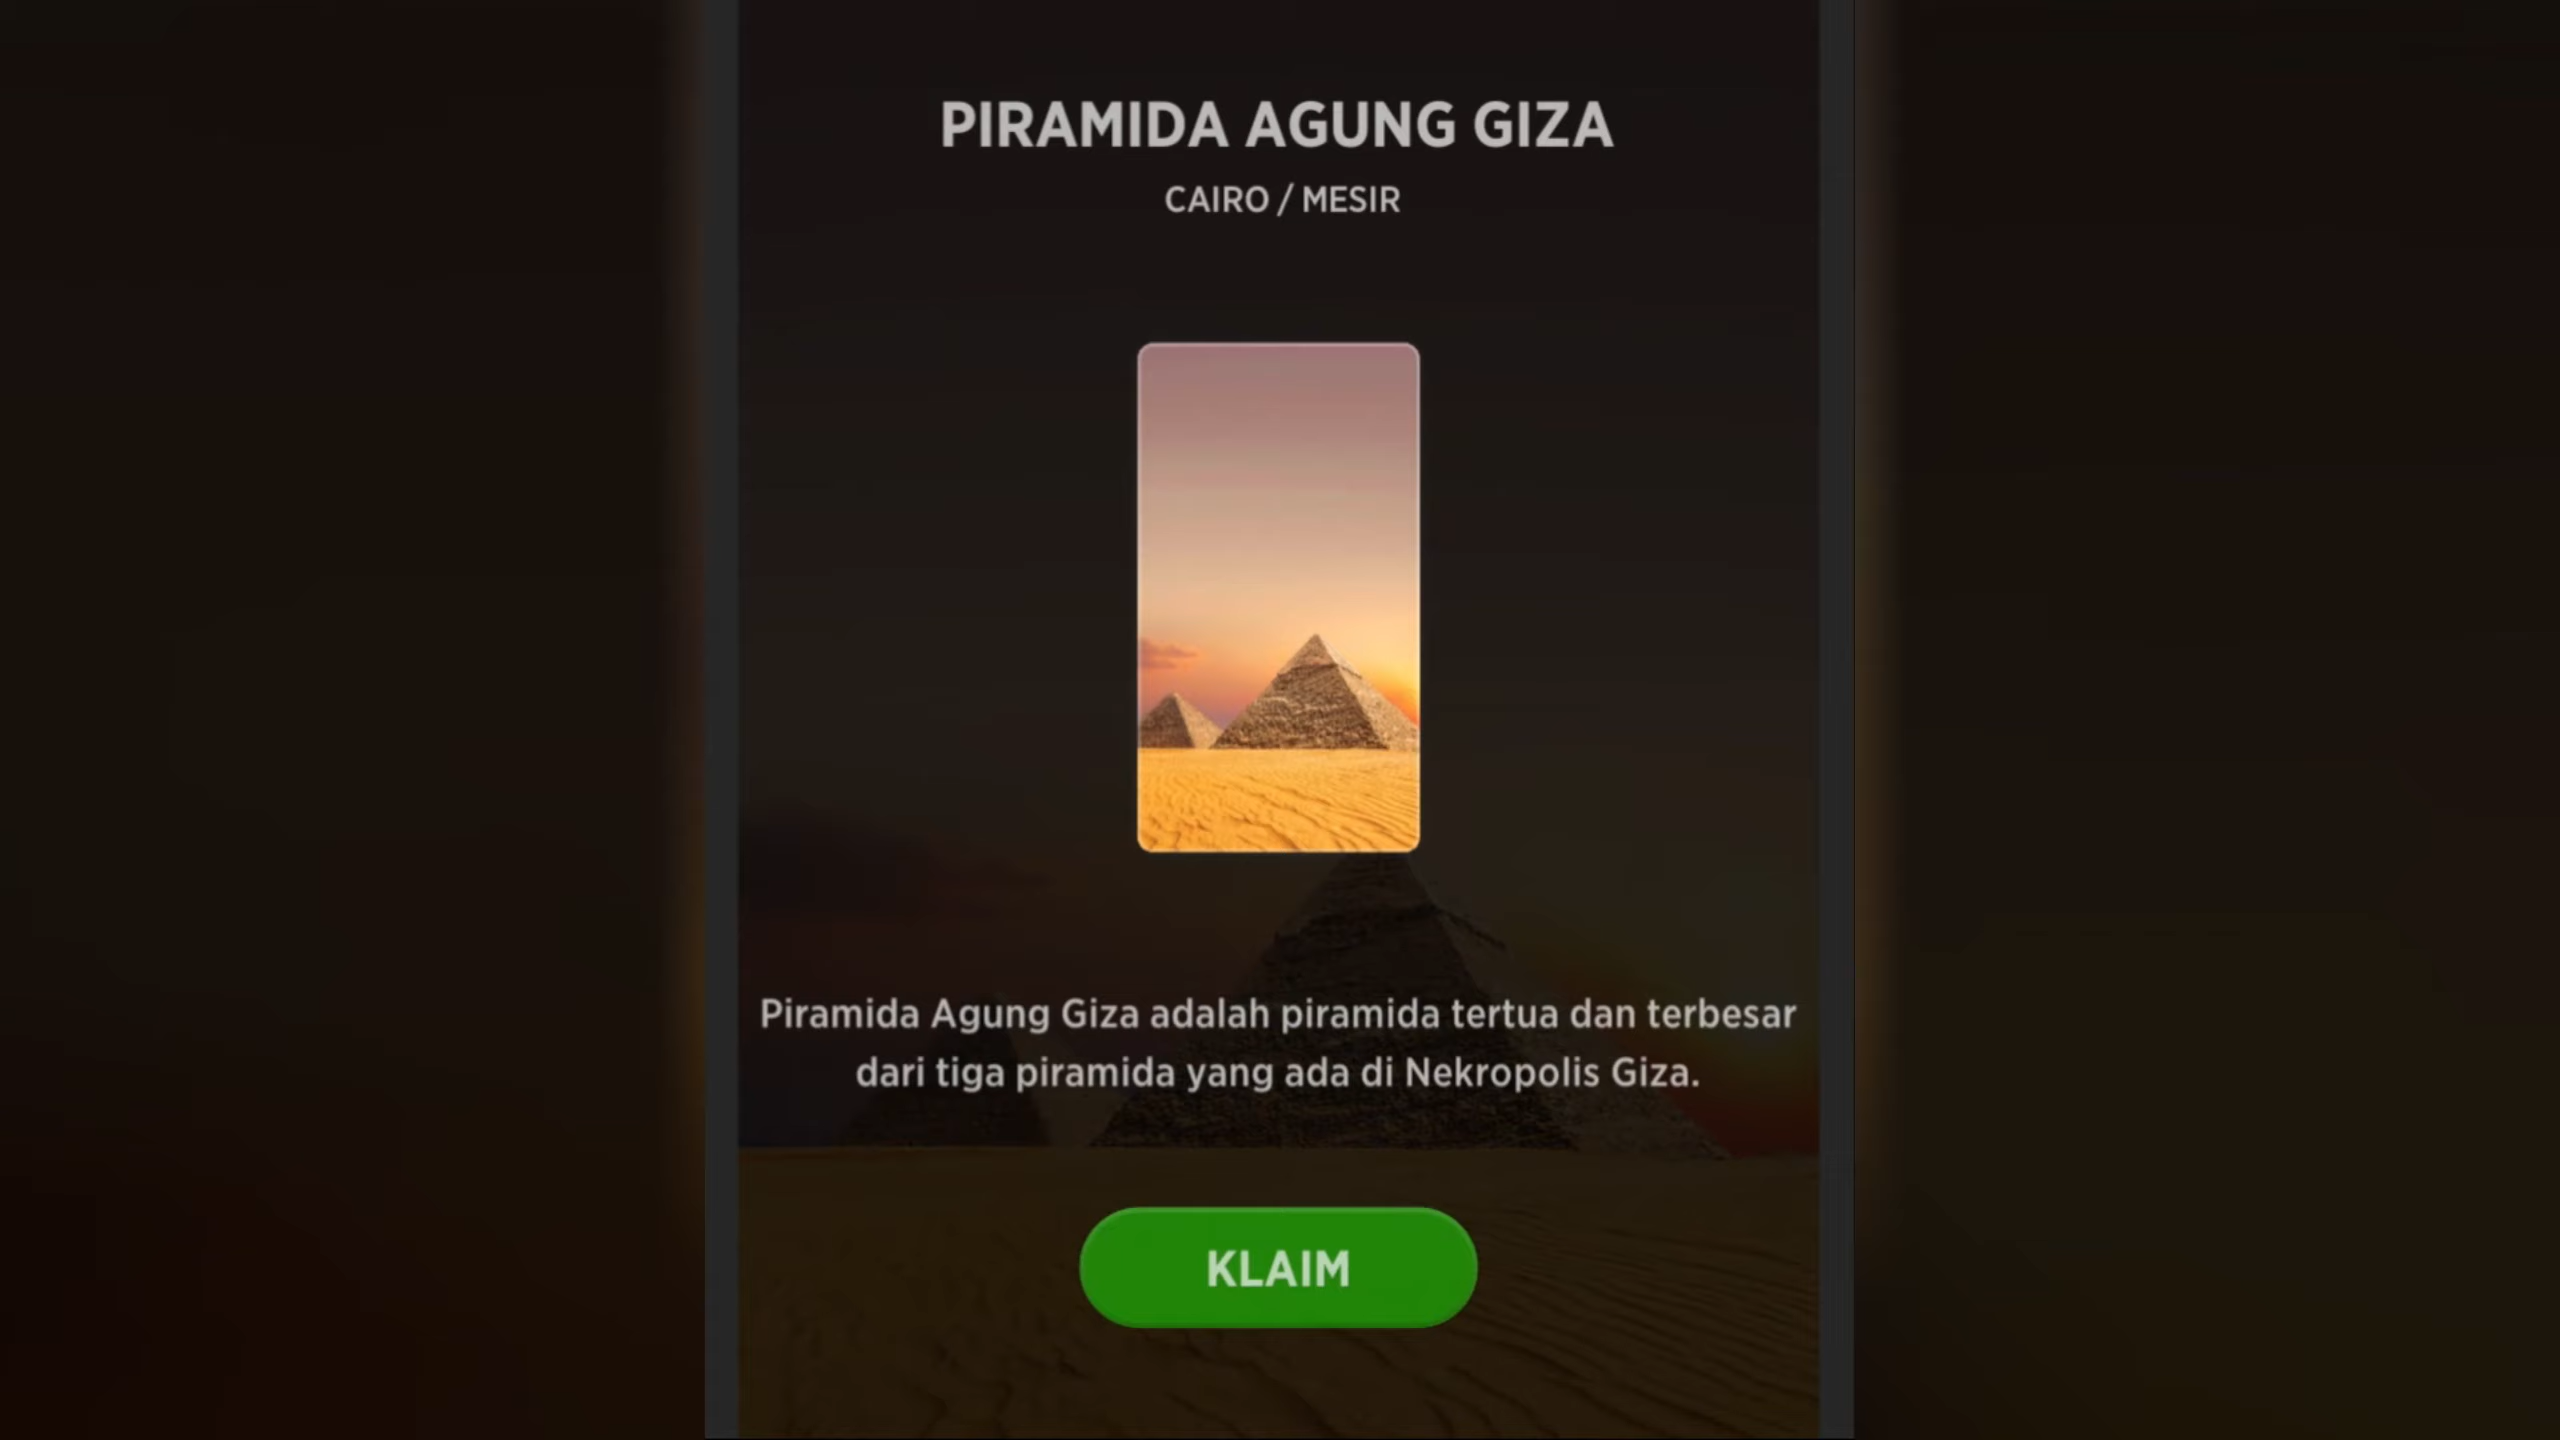 PIRAMIDA AGUNG GIZA
CAIRO / MESIR
Piramida Agung Giza adalah piramida tertua dan terbesar
dari tiga piramida yang ada di Nekropolis Giza.
KLAIM